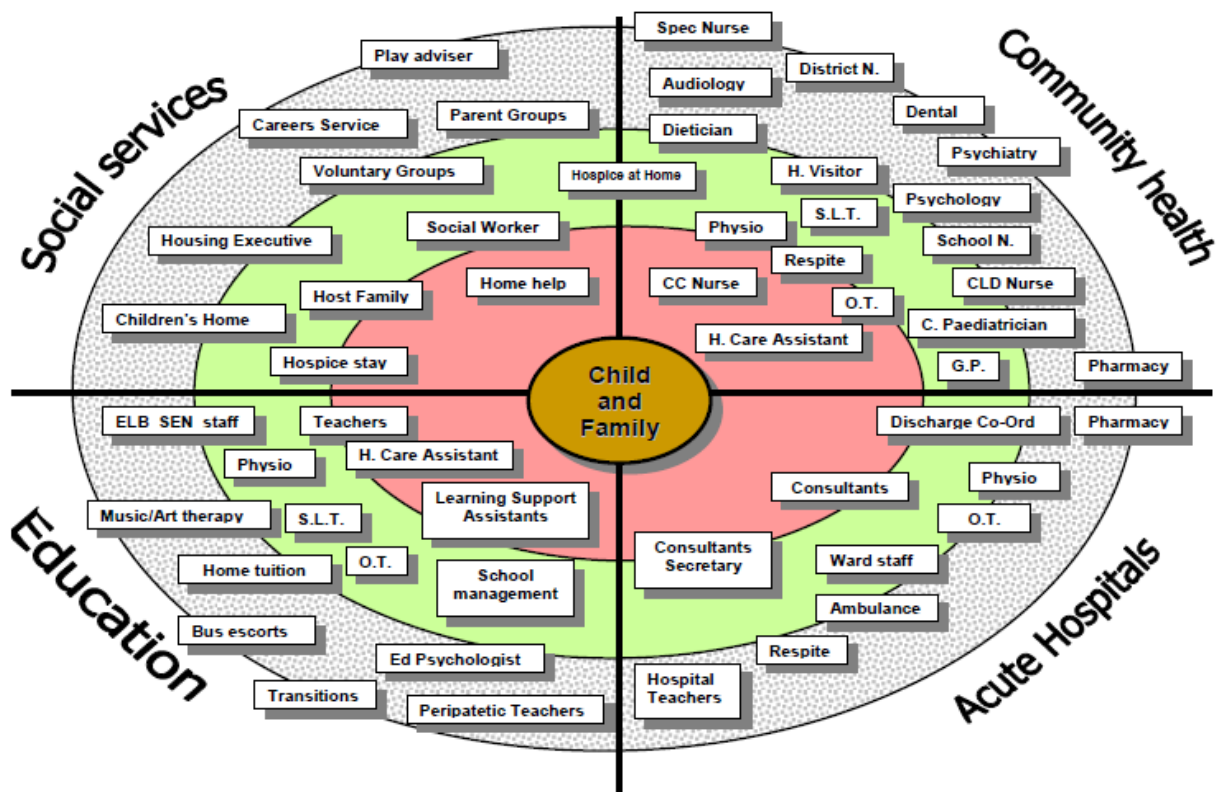 Social services
Play adviser
Careers Service
Parent Groups
Voluntary Groups
Housing Executive
Social Worker
Home help
Host Family
Children's Home
Hospice stay
Hospice at Home
Community health
Spec Nurse
District N.
Audiology
Dental
Dietician
Psychiatry
H. Visitor
Psychology
S.L.T.
Physio
School N.
Respite
CC Nurse
CLD Nurse
O.T.
C. Paediatrician
H. Care Assistant
G.P.
Pharmacy
Child
and
Family
Education
ELB SEN staff
Teachers
Physio
H. Care Assistant
Music/Art therapy
S.L.T.
Learning Support
Assistants
Home tuition
O.T.
School
management
Bus escorts
Ed Psychologist
Transitions
Peripatetic Teachers
Acute Hospitals
Discharge Co-Ord
Pharmacy
Physio
Consultants
O.T.
Consultants
Secretary
Ward staff
Ambulance
Respite
Hospital
Teachers